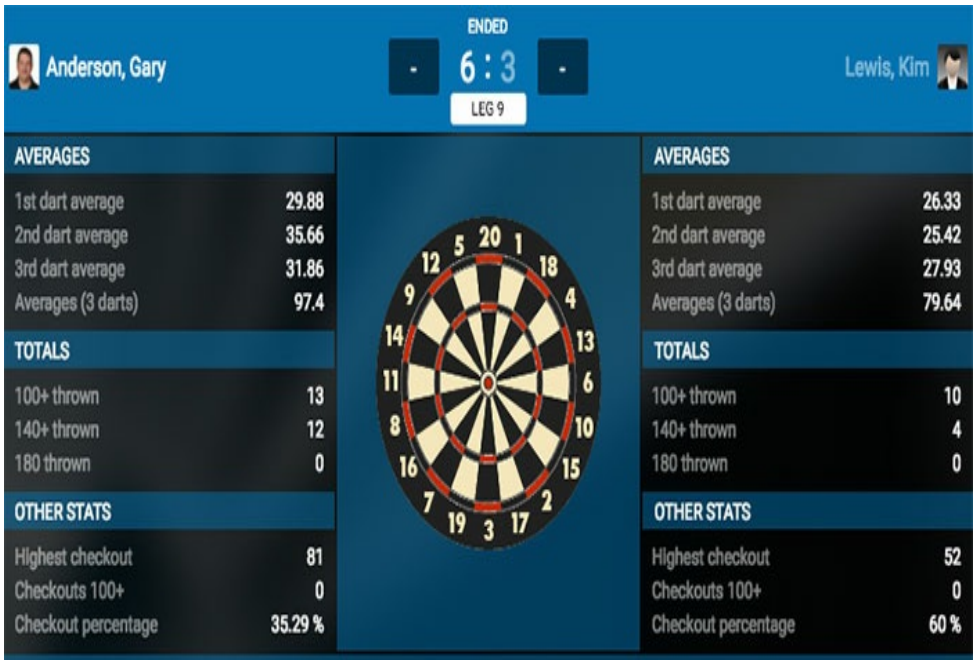 ENDED
Anderson, Gary
- 6 : 3 -
Lewis, Kim
LEG 9
AVERAGES
1st dart average 29.88
2nd dart average 35.66
3rd dart average 31.86
Averages (3 darts) 97.4
TOTALS
100+ thrown 13
140+ thrown 12
180 thrown 0
OTHER STATS
Highest checkout 81
Checkouts 100+ 0
Checkout percentage 35.29 %
20
1
18
4
13
6
10
15
2
17
3
19
7
16
8
11
14
9
12
5
AVERAGES
1st dart average 26.33
2nd dart average 25.42
3rd dart average 27.93
Averages (3 darts) 79.64
TOTALS
100+ thrown 10
140+ thrown 4
180 thrown 0
OTHER STATS
Highest checkout 52
Checkouts 100+ 0
Checkout percentage 60 %